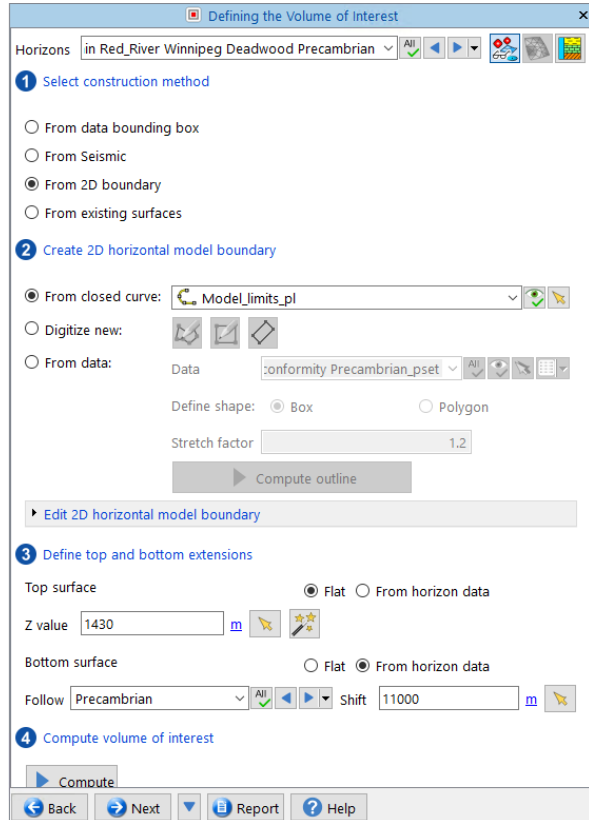 Defining the Volume of Interest
Horizons in Red_River Winnipeg Deadwood Precambrian All
1 Select construction method
From data bounding box
From Seismic
From 2D boundary
From existing surfaces
2 Create 2D horizontal model boundary
From closed curve: Model_limits_pl
Digitize new:
From data: Data :onformity Precambrian_pset All
Define shape: Box Polygon
Stretch factor 1.2
Compute outline
Edit 2D horizontal model boundary
3 Define top and bottom extensions
Top surface Flat From horizon data
Z value 1430 m
Bottom surface Flat From horizon data
Follow Precambrian All Shift 11000 m
4 Compute volume of interest
Compute
Back Next Report ? Help